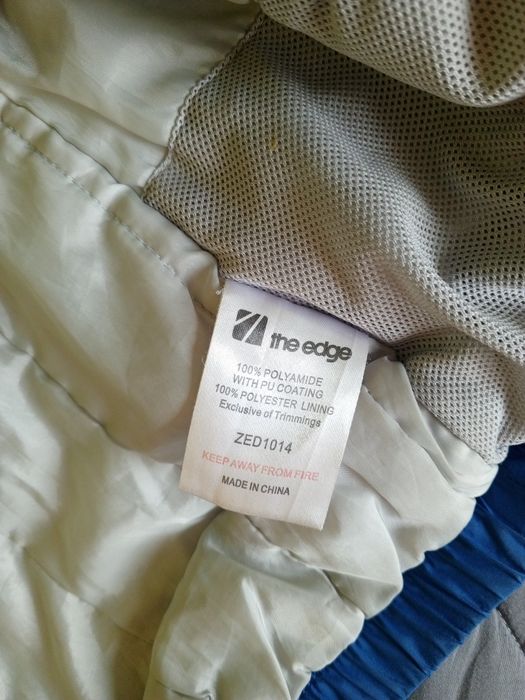 the edge
100% POLYAMIDE
WITH PU COATING
100% POLYESTER LINING
Exclusive of Trimmings
ZED1014
KEEP AWAY FROM FIRE
MADE IN CHINA